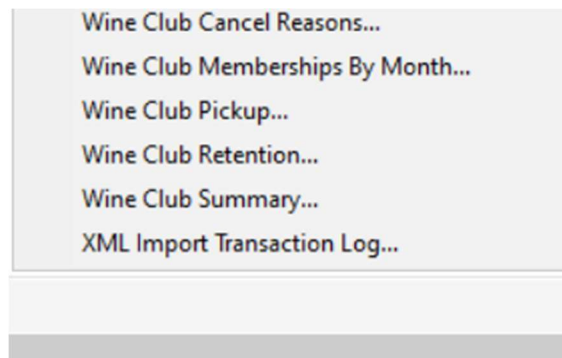 Wine Club Cancel Reasons...
Wine Club Memberships By Month...
Wine Club Pickup...
Wine Club Retention...
Wine Club Summary...
XML Import Transaction Log...